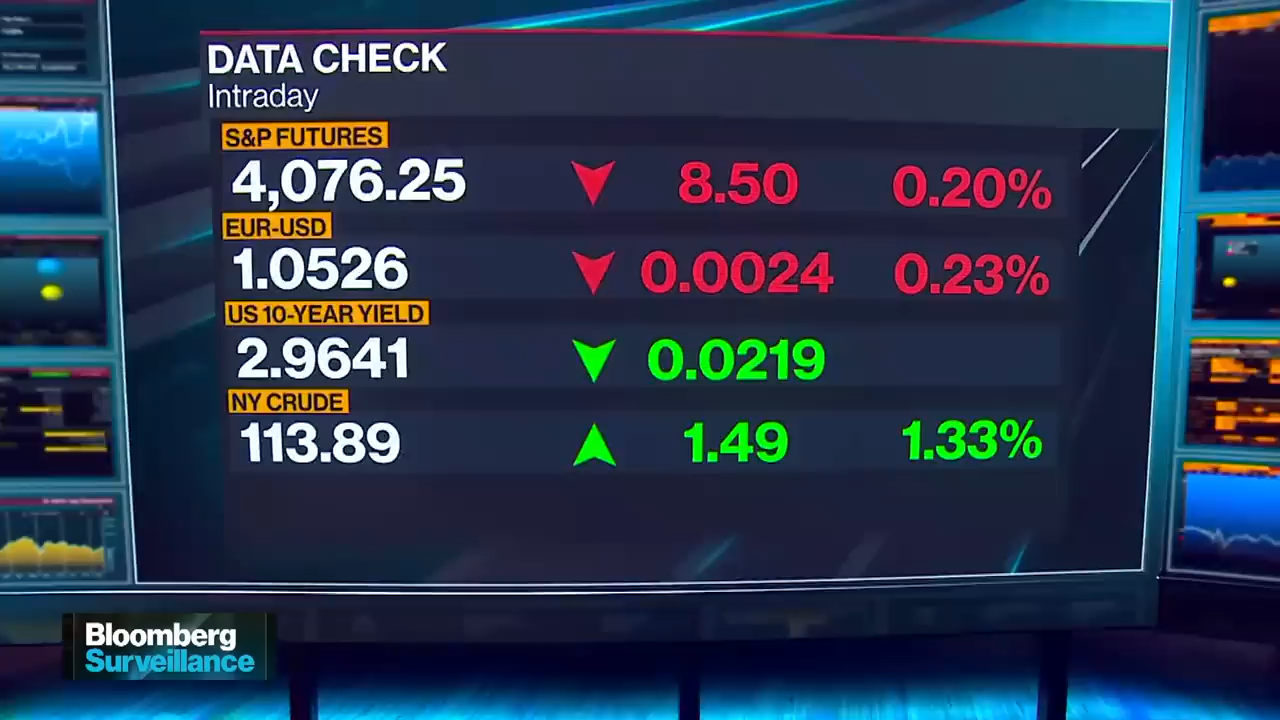 DATA CHECK
Intraday
S&P FUTURES
4,076.25 8.50 0.20%
EUR-USD
1.0526 0.0024 0.23%
US 10-YEAR YIELD
2.9641 0.0219
NY CRUDE
113.89 1.49 1.33%
Bloomberg
Surveillance